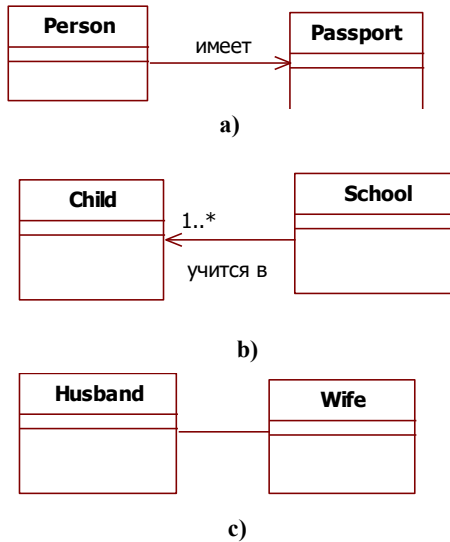 Person
Passport
имеет
a)
Child
School
1..*
учится в
b)
Husband
Wife
c)